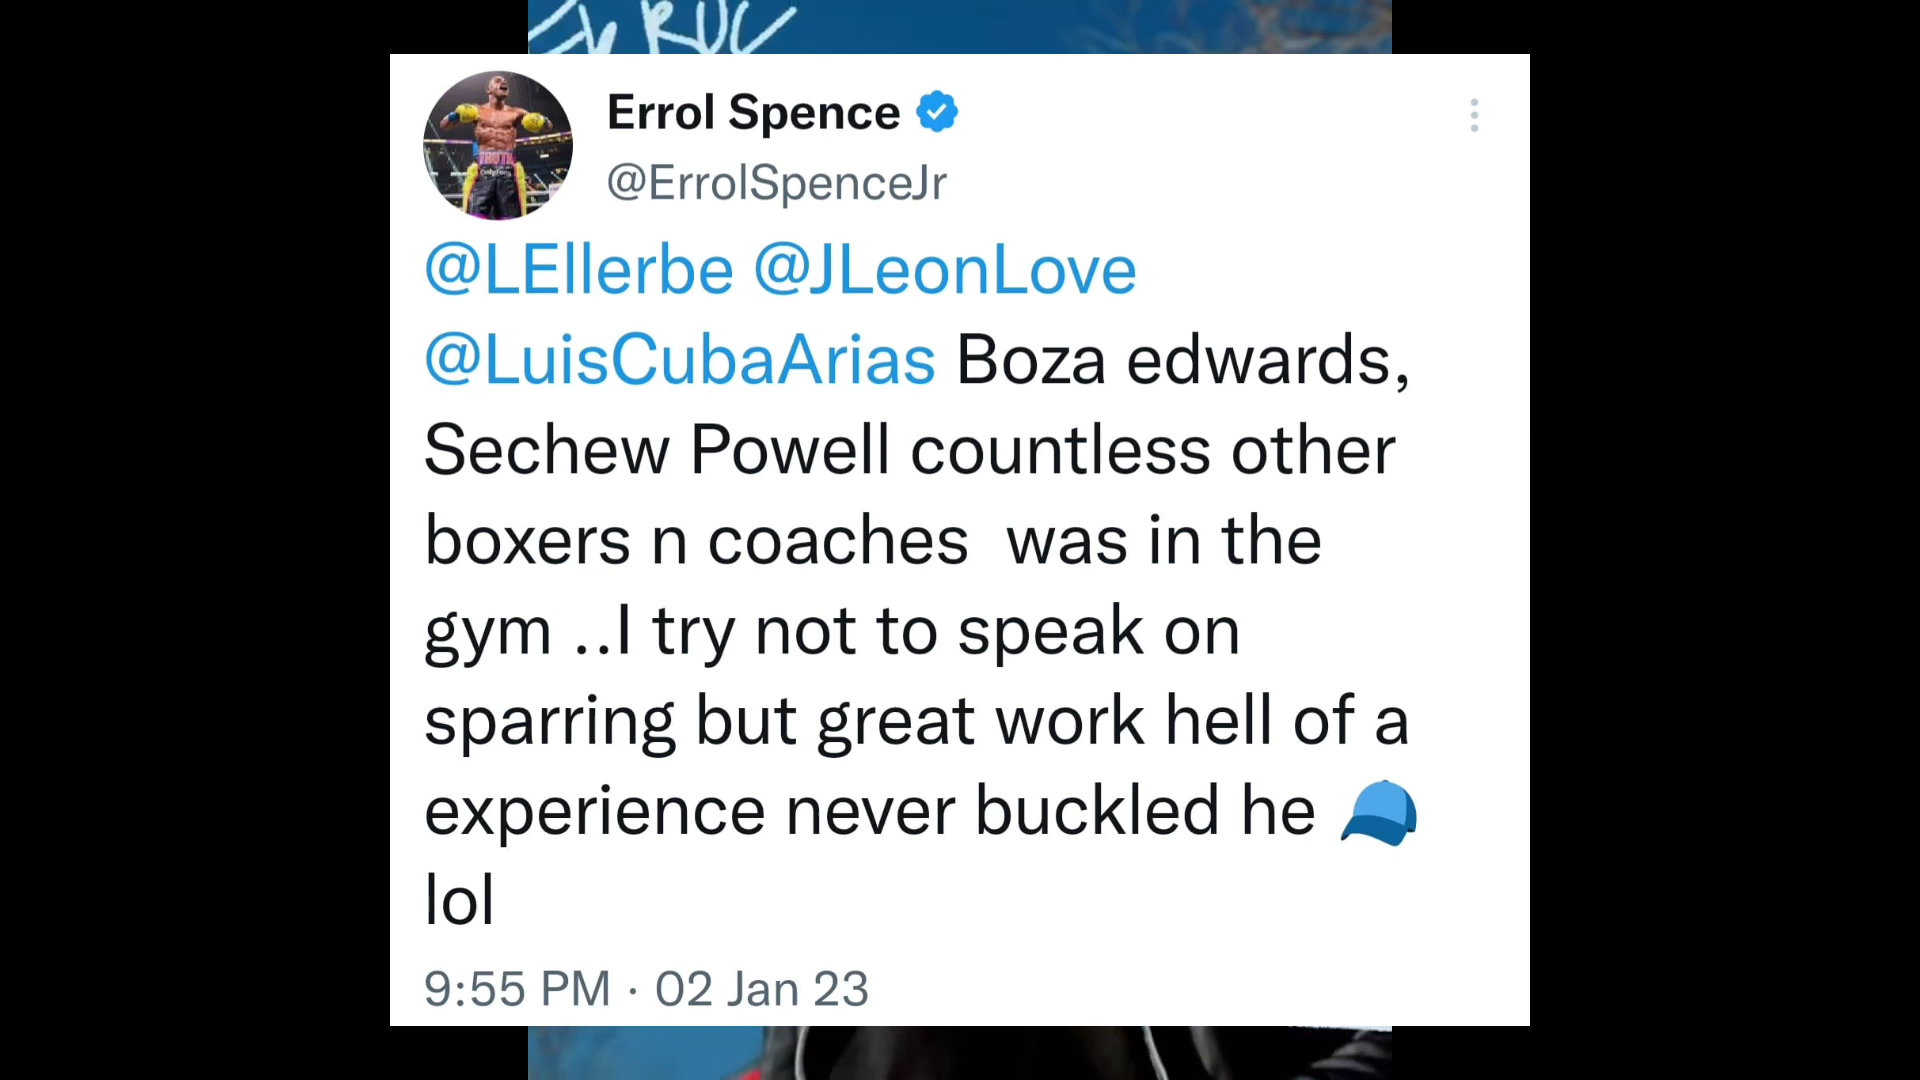 RUC
Errol Spence
@ErrolSpenceJr
@LEllerbe @JLeonLove
@LuisCubaArias Boza edwards,
Sechew Powell countless other
boxers n coaches  was in the
gym ..I try not to speak on
sparring but great work hell of a
experience never buckled he 🧢
lol
9:55 PM · 02 Jan 23